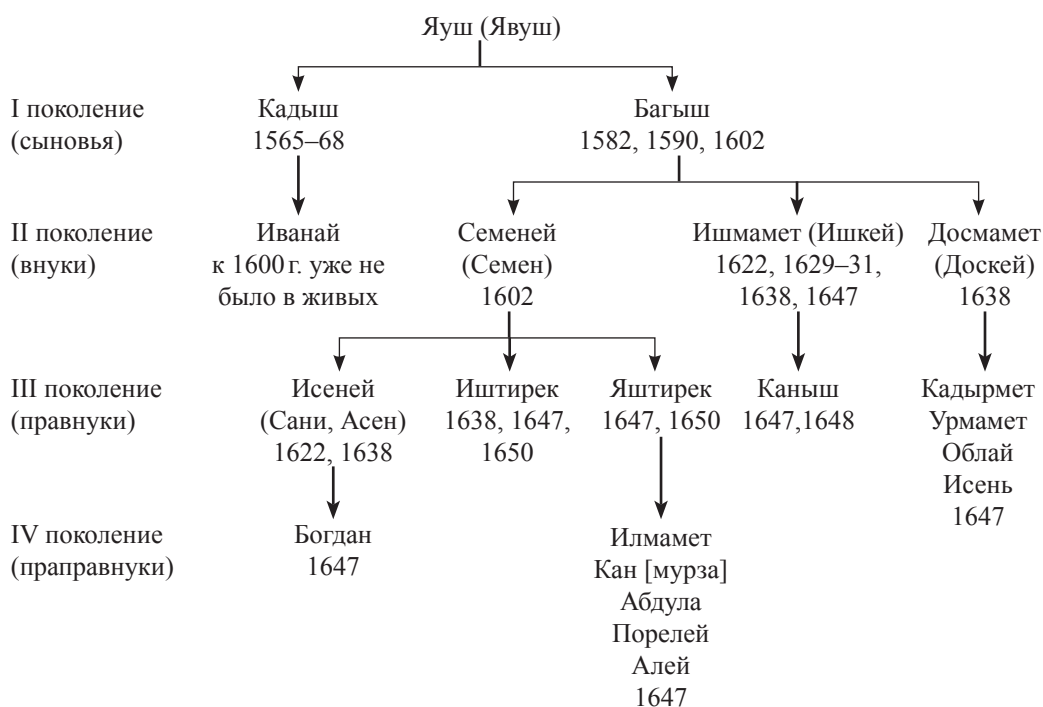 Яуш (Явуш)
I поколение Кадыш Багыш
(сыновья) 1565–68 1582, 1590, 1602
II поколение Иванай Семеней Ишмамет (Ишкей) Досмамет
(внуки) к 1600 г. уже не (Семен) 1622, 1629–31, (Доскей)
было в живых 1602 1638, 1647 1638
III поколение Исеней Иштирек Яштирек Каныш Кадырмет
(правнуки) (Сани, Асен) 1638, 1647, 1647, 1650 1647,1648 Урмамет
1622, 1638 1650 Облай
Исень
1647
IV поколение Богдан Илмамет
(праправнуки) 1647 Кан [мурза]
Абдула
Порелей
Алей
1647